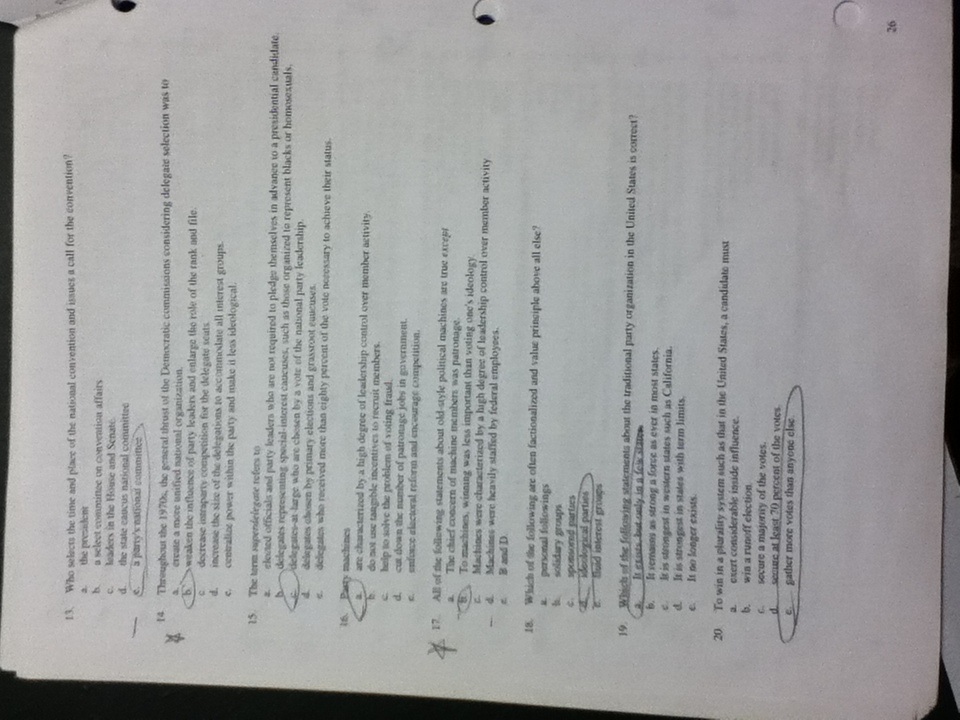 13. Who selects the time and place of the national convention and issues a call for the convention?
a. the president
b. a select committee on convention affairs
c. leaders in the House and Senate.
d. the state caucus national committee
e. a party's national committee
14. Throughout the 1970s, the general thrust of the Democratic commissions considering delegate selection was to
a. create a more unified national organization.
b. weaken the influence of party leaders and enlarge the role of the rank and file.
c. decrease intraparty competition for the delegate seats.
d. increase the size of the delegations to accommodate all interest groups.
e. centralize power within the party and make it less ideological.
15. The term superdelegate refers to
a. elected officials and party leaders who are not required to pledge themselves in advance to a presidential candidate.
b. delegates representing special-interest caucuses, such as those organized to represent blacks or homosexuals.
c. delegates-at-large who are chosen by a vote of the national party leadership.
d. delegates chosen by primary elections and grassroot caucuses.
e. delegates who received more than eighty percent of the vote necessary to achieve their status.
16. Party machines
a. are characterized by a high degree of leadership control over member activity.
b. do not use tangible incentives to recruit members.
c. help to solve the problem of voting fraud.
d. cut down the number of patronage jobs in government.
e. enforce electoral reform and encourage competition.
17. All of the following statements about old-style political machines are true except
a. The chief concern of machine members was patronage.
b. To machines, winning was less important than voting one's ideology.
c. Machines were characterized by a high degree of leadership control over member activity.
d. Machines were heavily staffed by federal employees.
e. B and D.
18. Which of the following are often factionalized and value principle above all else?
a. personal followings
b. solidary groups
c. sponsored parties
d. ideological parties
e. fluid interest groups
19. Which of the following statements about the traditional party organization in the United States is correct?
a. It exists, but only in a few states.
b. It remains as strong a force as ever in most states.
c. It is strongest in western states such as California.
d. It is strongest in states with term limits.
e. It no longer exists.
20. To win in a plurality system such as that in the United States, a candidate must
a. exert considerable inside influence.
b. win a runoff election.
c. secure a majority of the votes.
d. secure at least 70 percent of the votes.
e. gather more votes than anyone else.
26